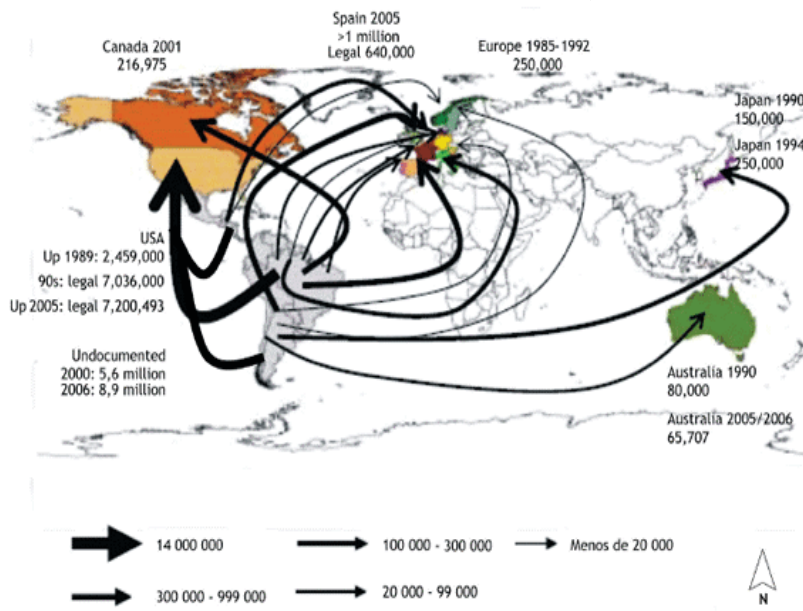 Spain 2005
>1 million
Legal 640,000
Canada 2001
216,975
Europe 1985-1992
250,000
Japan 1990
150,000
Japan 1994
250,000
USA
Up 1989: 2,459,000
90s: legal 7,036,000
Up 2005: legal 7,200,493
Undocumented
2000: 5,6 million
2006: 8,9 million
Australia 1990
80,000
Australia 2005/2006
65,707
14 000 000
100 000 - 300 000
Menos de 20 000
300 000 - 999 000
20 000 - 99 000
N